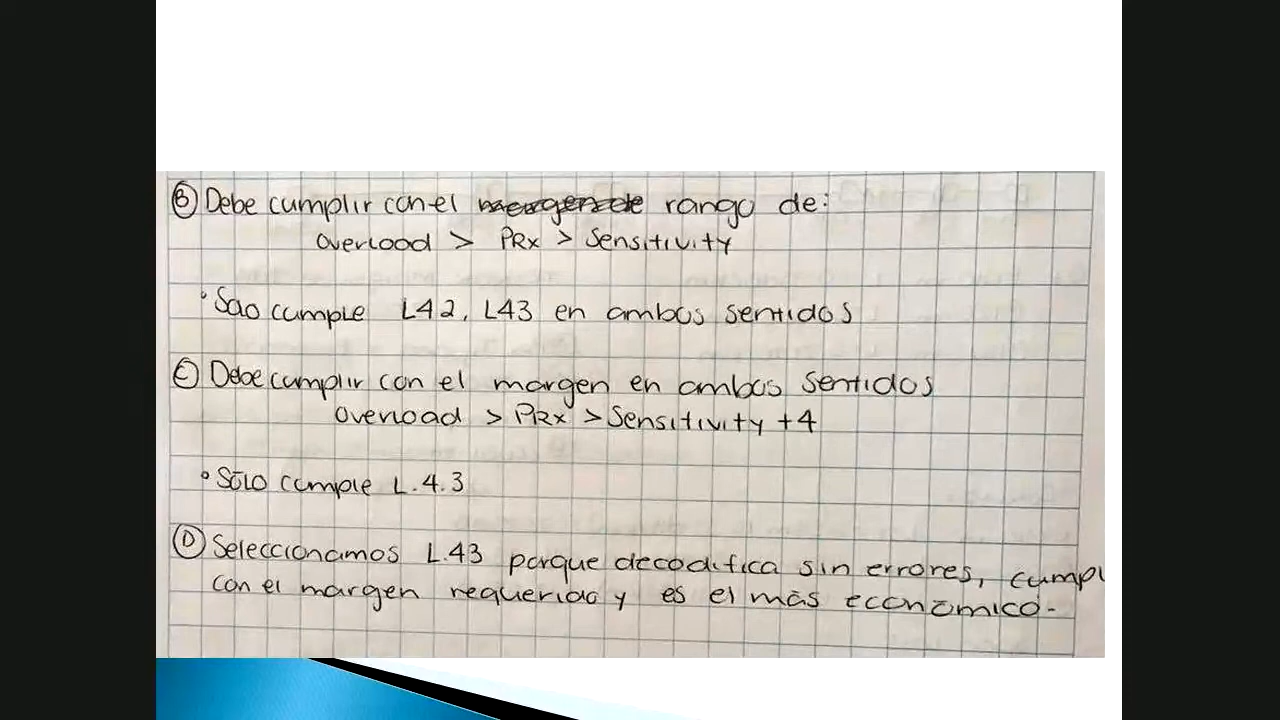 B Debe cumplir con el rango de:
Overload > PRx > Sensitivity
• Solo cumple L42, L43 en ambos sentidos
C Debe cumplir con el margen en ambos sentidos
Overload > PRx > Sensitivity +4
• Sólo cumple L.4.3
D Seleccionamos L.43 porque decodifica sin errores, cumpl
con el margen requerido y es el más económico.